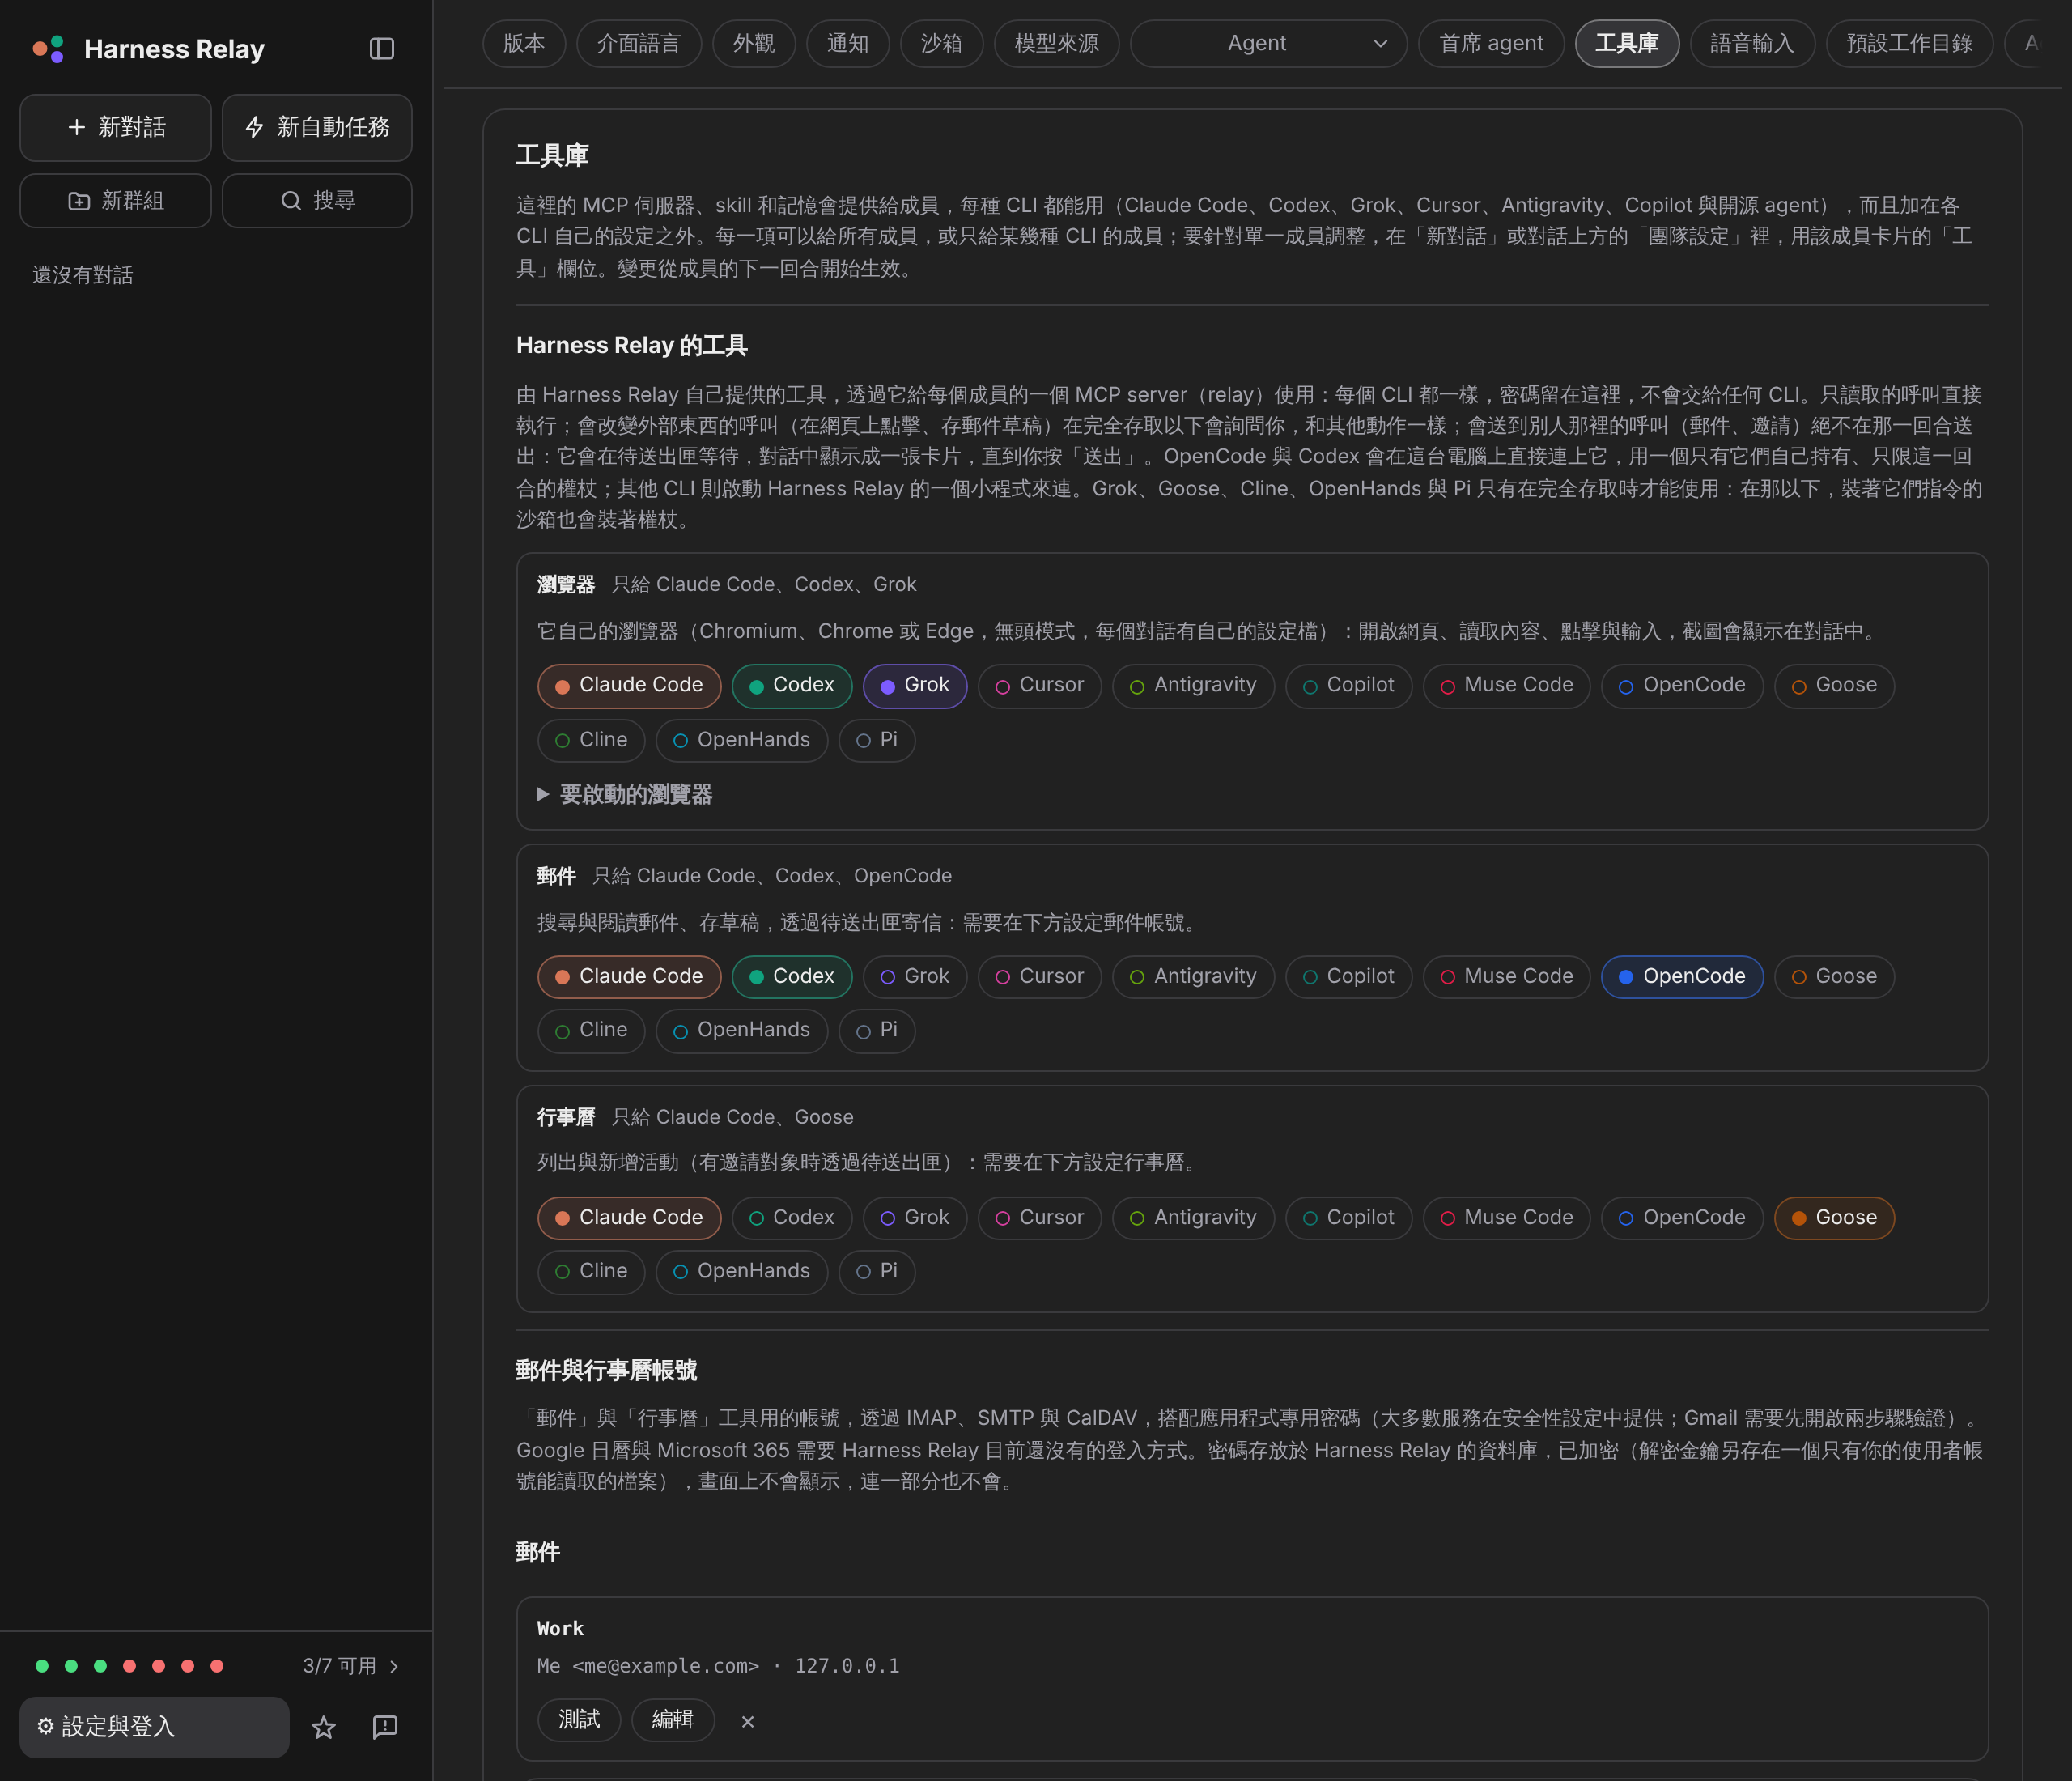 Harness Relay
新對話
新自動任務
新群組
搜尋
還沒有對話
3/7 可用
設定與登入
版本
介面語言
外觀
通知
沙箱
模型來源
Agent
首席 agent
工具庫
語音輸入
預設工作目錄
工具庫
這裡的 MCP 伺服器、skill 和記憶會提供給成員，每種 CLI 都能用（Claude Code、Codex、Grok、Cursor、Antigravity、Copilot 與開源 agent），而且加在各
CLI 自己的設定之外。每一項可以給所有成員，或只給某幾種 CLI 的成員；要針對單一成員調整，在「新對話」或對話上方的「團隊設定」裡，用該成員卡片的「工
具」欄位。變更從成員的下一回合開始生效。
Harness Relay 的工具
由 Harness Relay 自己提供的工具，透過它給每個成員的一個 MCP server（relay）使用：每個 CLI 都一樣，密碼留在這裡，不會交給任何 CLI。只讀取的呼叫直接
執行；會改變外部東西的呼叫（在網頁上點擊、存郵件草稿）在完全存取以下會詢問你，和其他動作一樣；會送到別人那裡的呼叫（郵件、邀請）絕不在那一回合送
出：它會在待送出匣等待，對話中顯示成一張卡片，直到你按「送出」。OpenCode 與 Codex 會在這台電腦上直接連上它，用一個只有它們自己持有、只限這一回
合的權杖；其他 CLI 則啟動 Harness Relay 的一個小程式來連。Grok、Goose、Cline、OpenHands 與 Pi 只有在完全存取時才能使用：在那以下，裝著它們指令的
沙箱也會裝著權杖。
瀏覽器 只給 Claude Code、Codex、Grok
它自己的瀏覽器（Chromium、Chrome 或 Edge，無頭模式，每個對話有自己的設定檔）：開啟網頁、讀取內容、點擊與輸入，截圖會顯示在對話中。
Claude Code Codex Grok Cursor Antigravity Copilot Muse Code OpenCode Goose
Cline OpenHands Pi
要啟動的瀏覽器
郵件 只給 Claude Code、Codex、OpenCode
搜尋與閱讀郵件、存草稿，透過待送出匣寄信：需要在下方設定郵件帳號。
Claude Code Codex Grok Cursor Antigravity Copilot Muse Code OpenCode Goose
Cline OpenHands Pi
行事曆 只給 Claude Code、Goose
列出與新增活動（有邀請對象時透過待送出匣）：需要在下方設定行事曆。
Claude Code Codex Grok Cursor Antigravity Copilot Muse Code OpenCode Goose
Cline OpenHands Pi
郵件與行事曆帳號
「郵件」與「行事曆」工具用的帳號，透過 IMAP、SMTP 與 CalDAV，搭配應用程式專用密碼（大多數服務在安全性設定中提供；Gmail 需要先開啟兩步驟驗證）。
Google 日曆與 Microsoft 365 需要 Harness Relay 目前還沒有的登入方式。密碼存放於 Harness Relay 的資料庫，已加密（解密金鑰另存在一個只有你的使用者帳
號能讀取的檔案），畫面上不會顯示，連一部分也不會。
郵件
Work
Me <me@example.com> · 127.0.0.1
測試
編輯